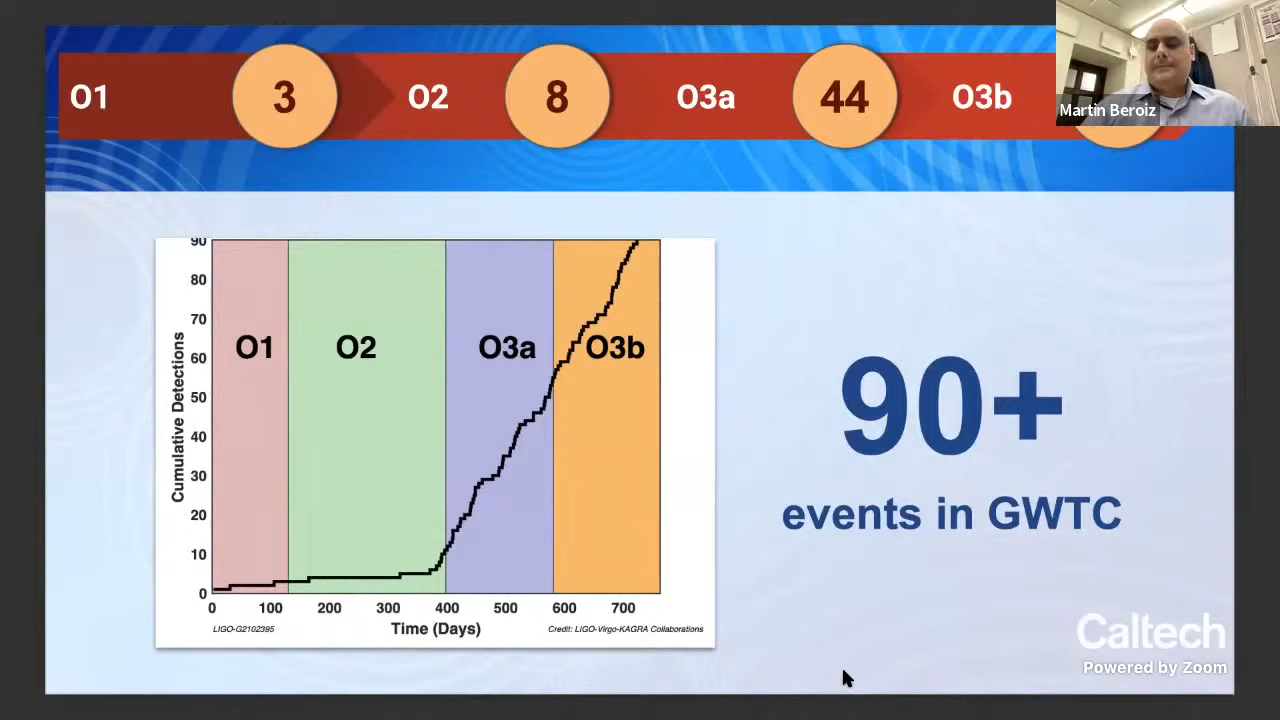 O1 3 O2 8 O3a 44 O3b
Martin Beroiz
90
80
70
60
50
40
30
20
10
0
Cumulative Detections
O1 O2 O3a O3b
0 100 200 300 400 500 600 700
Time (Days)
LIGO-G2102395
Credit: LIGO-Virgo-KAGRA Collaborations
90+
events in GWTC
Caltech
Powered by Zoom